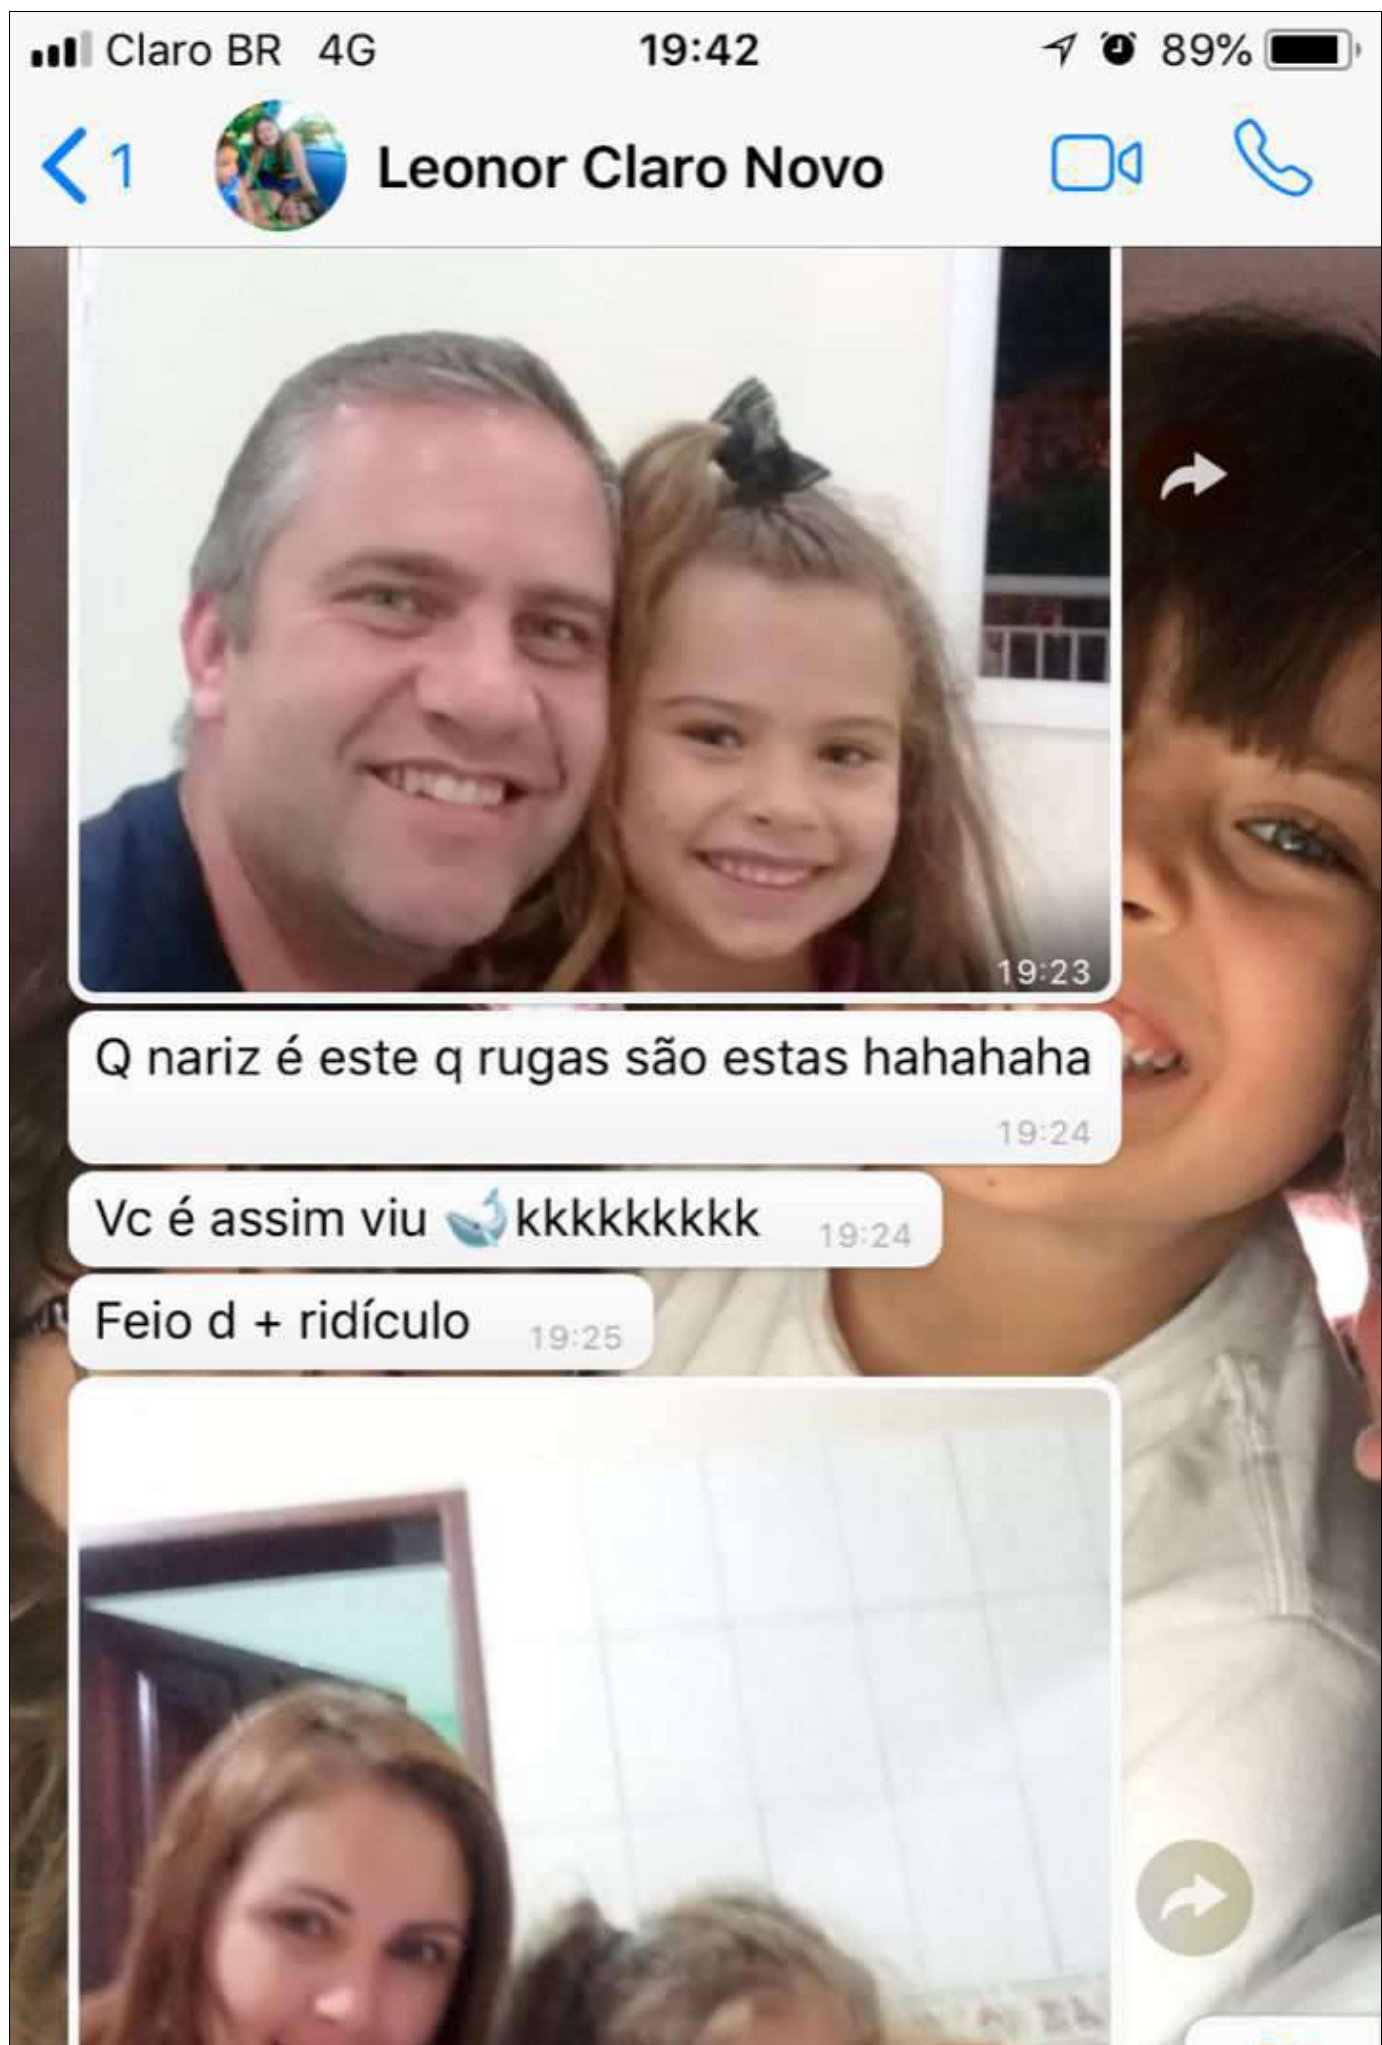 Claro BR 4G 19:42 89%
1 Leonor Claro Novo
19:23
Q nariz é este q rugas são estas hahahaha
19:24
Vc é assim viu 🐋kkkkkkkkk 19:24
Feio d + ridículo 19:25